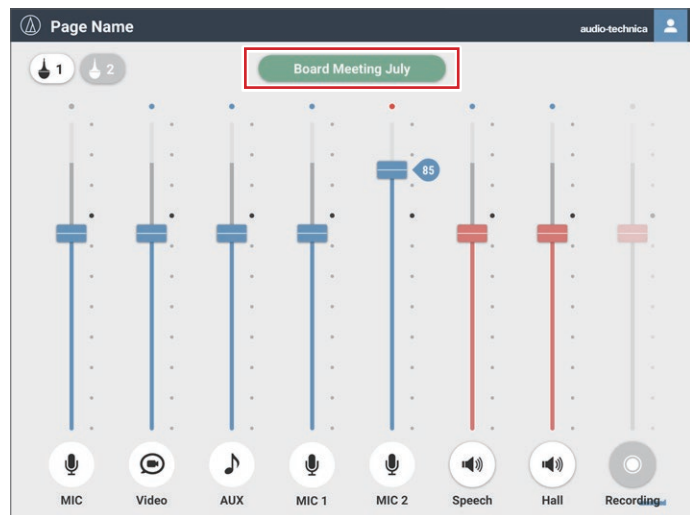 Page Name
audio-technica
1
2
Board Meeting July
85
MIC
Video
AUX
MIC 1
MIC 2
Speech
Hall
Recording